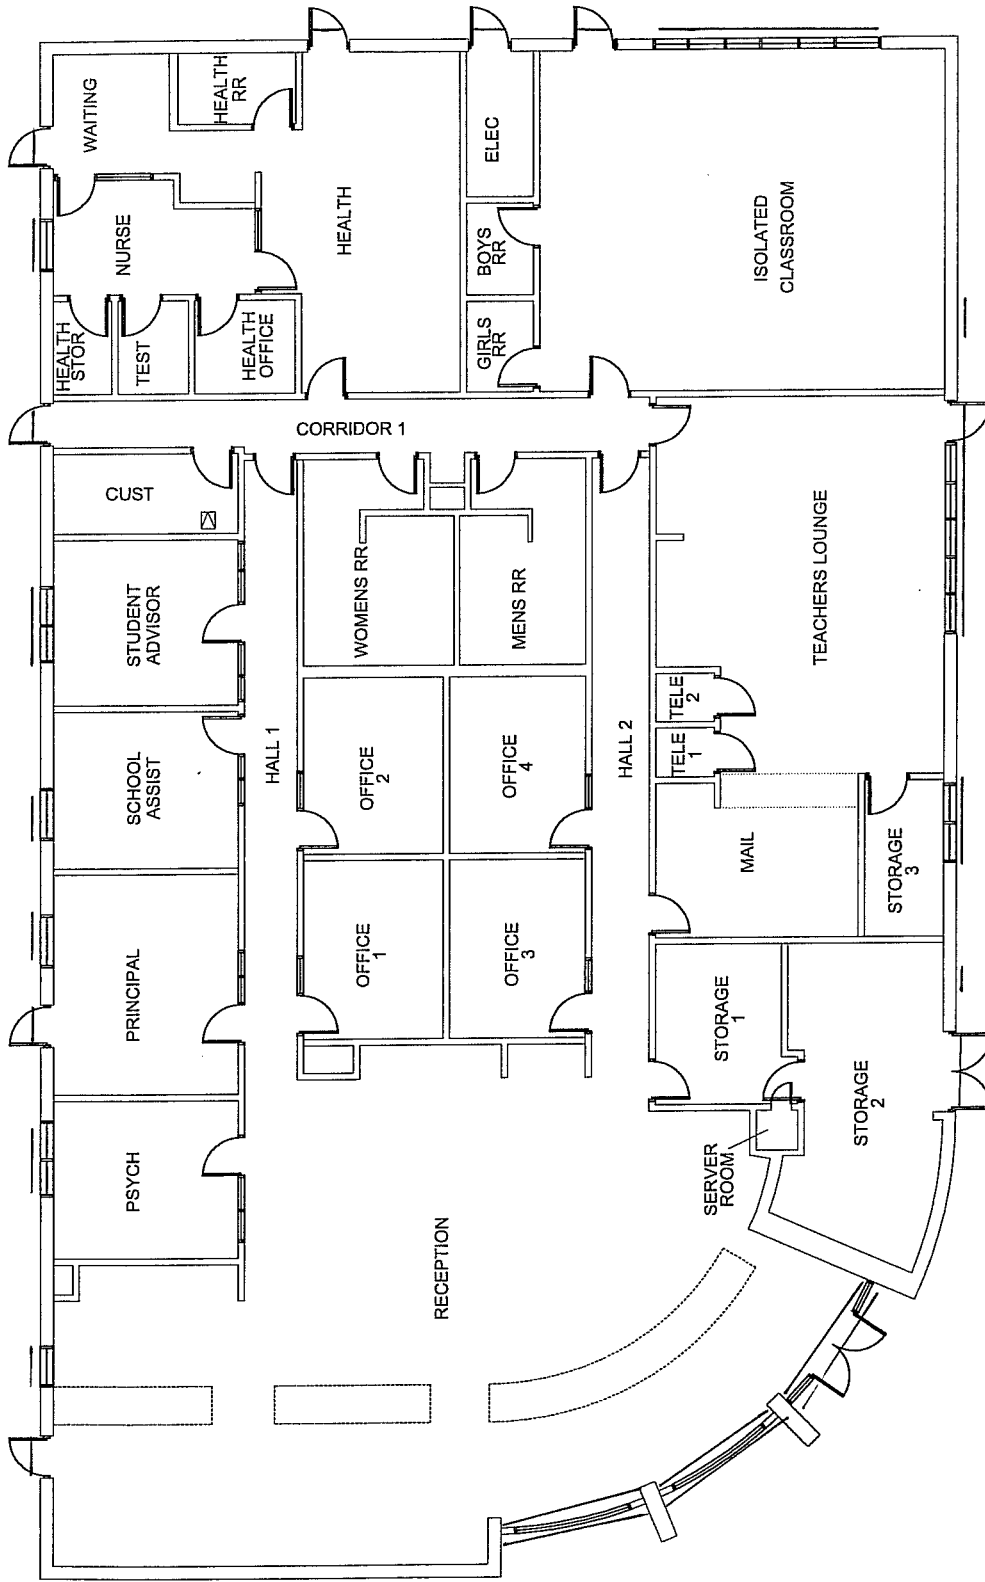 WAITING
HEALTH
RR
NURSE
HEALTH
STOR
TEST
HEALTH
OFFICE
HEALTH
ELEC
BOYS
RR
GIRLS
RR
ISOLATED
CLASSROOM
CORRIDOR 1
CUST
STUDENT
ADVISOR
SCHOOL
ASSIST
PRINCIPAL
PSYCH
HALL 1
WOMENS RR
MENS RR
OFFICE
2
OFFICE
4
OFFICE
1
OFFICE
3
HALL 2
TEACHERS LOUNGE
TELE
2
TELE
1
MAIL
STORAGE
3
STORAGE
1
STORAGE
2
SERVER
ROOM
RECEPTION